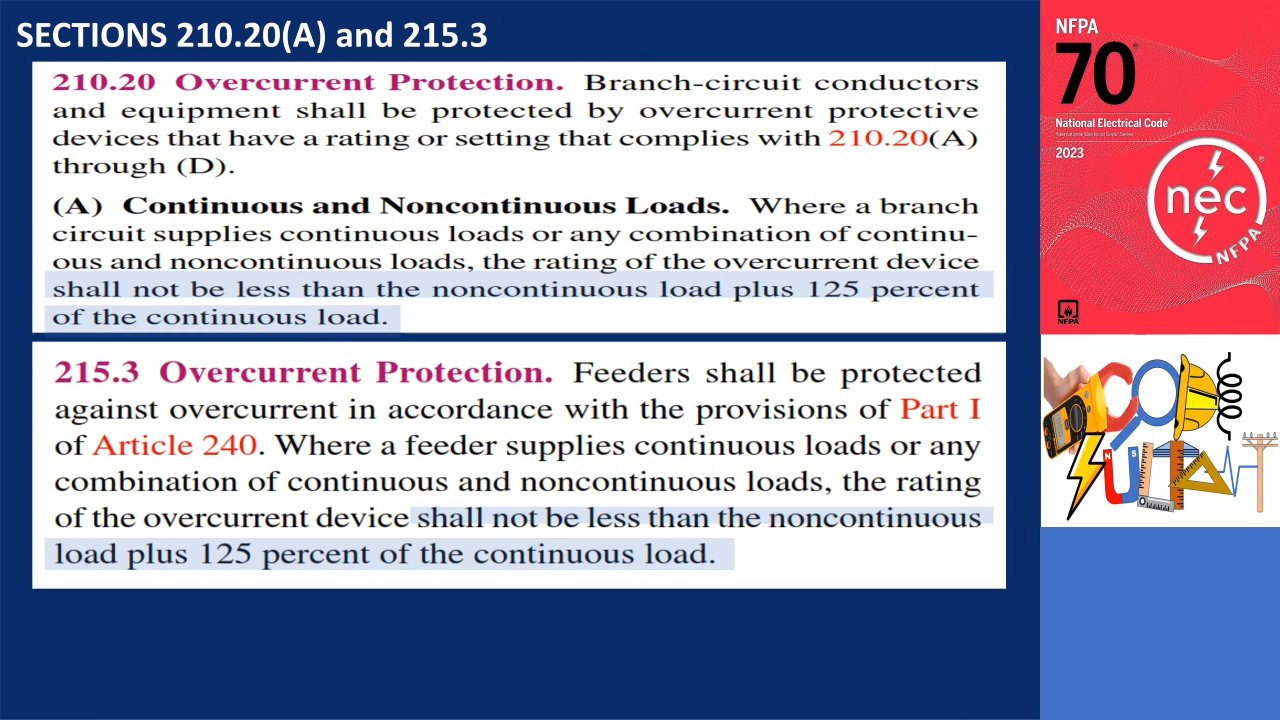 SECTIONS 210.20(A) and 215.3
210.20 Overcurrent Protection. Branch-circuit conductors
and equipment shall be protected by overcurrent protective
devices that have a rating or setting that complies with 210.20(A)
through (D).
(A) Continuous and Noncontinuous Loads. Where a branch
circuit supplies continuous loads or any combination of continu-
ous and noncontinuous loads, the rating of the overcurrent device
shall not be less than the noncontinuous load plus 125 percent
of the continuous load.
215.3 Overcurrent Protection. Feeders shall be protected
against overcurrent in accordance with the provisions of Part I
of Article 240. Where a feeder supplies continuous loads or any
combination of continuous and noncontinuous loads, the rating
of the overcurrent device shall not be less than the noncontinuous
load plus 125 percent of the continuous load.
NFPA
70®
National Electrical Code®
International Electrical Code® Series
2023
nec®
NFPA
NFPA
N S